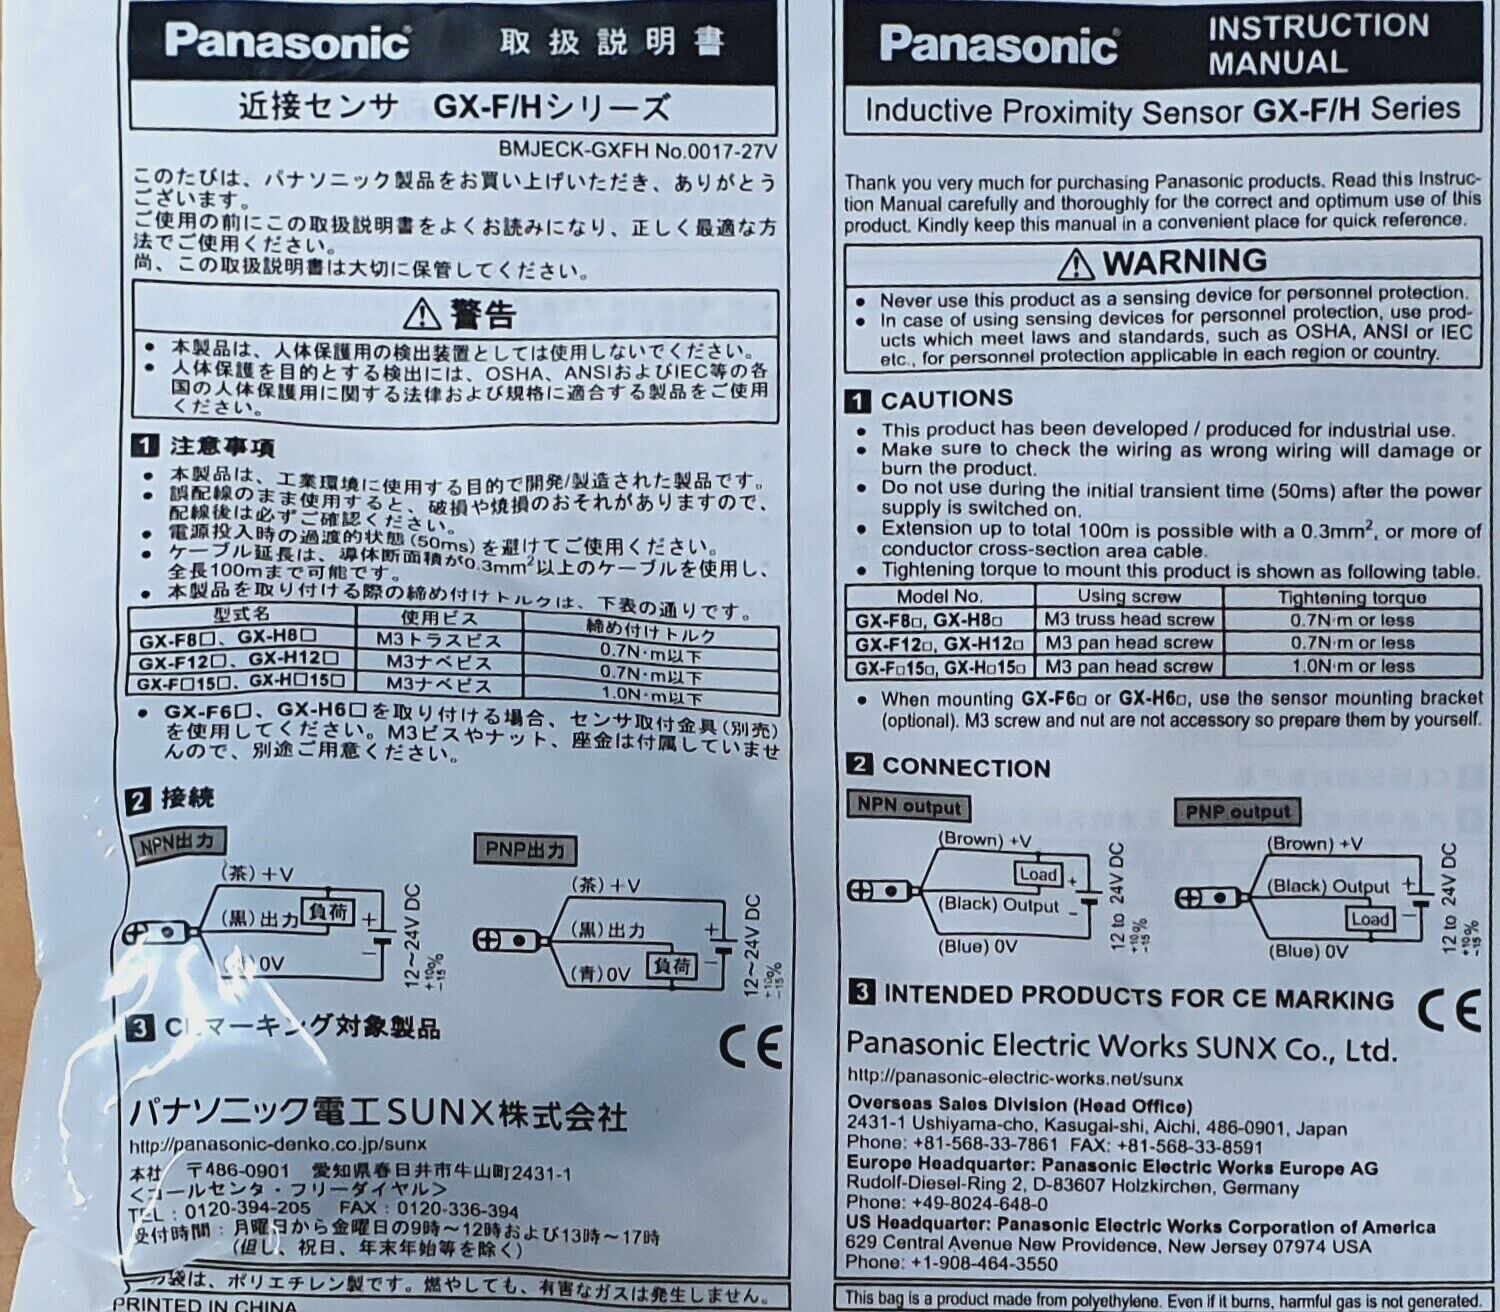 Panasonic 取扱説明書
近接センサ GX-F/Hシリーズ
BMJECK-GXFH No.0017-27V
このたびは、パナソニック製品をお買い上げいただき、ありがとう
ございます。
ご使用の前にこの取扱説明書をよくお読みになり、正しく最適な方
法でご使用ください。
尚、この取扱説明書は大切に保管してください。
⚠ 警告
• 本製品は、人体保護用の検出装置としては使用しないでください。
• 人体保護を目的とする検出には、OSHA、ANSIおよびIEC等の各
国の人体保護用に関する法律および規格に適合する製品をご使用
ください。
1 注意事項
• 本製品は、工業環境に使用する目的で開発/製造された製品です。
• 誤配線のまま使用すると、破損や焼損のおそれがありますので、
配線後は必ずご確認ください。
• 電源投入時の過渡的状態(50ms)を避けてご使用ください。
• ケーブル延長は、導体断面積が0.3mm²以上のケーブルを使用し、
全長100mまで可能です。
• 本製品を取り付ける際の締め付けトルクは、下表の通りです。
型式名 使用ビス 締め付けトルク
GX-F8□、GX-H8□ M3トラスビス 0.7N·m以下
GX-F12□、GX-H12□ M3ナベビス 0.7N·m以下
GX-F□15□、GX-H□15□ M3ナベビス 1.0N·m以下
• GX-F6□、GX-H6□を取り付ける場合、センサ取付金具(別売)
を使用してください。M3ビスやナット、座金は付属していませ
んので、別途ご用意ください。
2 接続
NPN出力 PNP出力
(茶)+V
(黒)出力 負荷
0V
+
−
12～24V DC
+10%
−15%
(茶)+V
(黒)出力
(青)0V 負荷
+
−
12～24V DC
+10%
−15%
3 CEマーキング対象製品
CE
パナソニック電工SUNX株式会社
http://panasonic-denko.co.jp/sunx
本社 〒486-0901 愛知県春日井市牛山町2431-1
<コールセンタ・フリーダイヤル>
TEL：0120-394-205 FAX：0120-336-394
受付時間：月曜日から金曜日の9時～12時および13時～17時
(但し、祝日、年末年始等を除く)
袋は、ポリエチレン製です。燃やしても、有害なガスは発生しません。
PRINTED IN CHINA
Panasonic INSTRUCTION
MANUAL
Inductive Proximity Sensor GX-F/H Series
Thank you very much for purchasing Panasonic products. Read this Instruc-
tion Manual carefully and thoroughly for the correct and optimum use of this
product. Kindly keep this manual in a convenient place for quick reference.
⚠ WARNING
• Never use this product as a sensing device for personnel protection.
• In case of using sensing devices for personnel protection, use prod-
ucts which meet laws and standards, such as OSHA, ANSI or IEC
etc., for personnel protection applicable in each region or country.
1 CAUTIONS
• This product has been developed / produced for industrial use.
• Make sure to check the wiring as wrong wiring will damage or
burn the product.
• Do not use during the initial transient time (50ms) after the power
supply is switched on.
• Extension up to total 100m is possible with a 0.3mm², or more of
conductor cross-section area cable.
• Tightening torque to mount this product is shown as following table.
Model No. Using screw Tightening torque
GX-F8□, GX-H8□ M3 truss head screw 0.7N·m or less
GX-F12□, GX-H12□ M3 pan head screw 0.7N·m or less
GX-F□15□, GX-H□15□ M3 pan head screw 1.0N·m or less
• When mounting GX-F6□ or GX-H6□, use the sensor mounting bracket
(optional). M3 screw and nut are not accessory so prepare them by yourself.
2 CONNECTION
NPN output PNP output
(Brown) +V
Load
(Black) Output
(Blue) 0V
+
−
12 to 24V DC
+10%
−15%
(Brown) +V
(Black) Output
Load
(Blue) 0V
+
−
12 to 24V DC
+10%
−15%
3 INTENDED PRODUCTS FOR CE MARKING
CE
Panasonic Electric Works SUNX Co., Ltd.
http://panasonic-electric-works.net/sunx
Overseas Sales Division (Head Office)
2431-1 Ushiyama-cho, Kasugai-shi, Aichi, 486-0901, Japan
Phone: +81-568-33-7861 FAX: +81-568-33-8591
Europe Headquarter: Panasonic Electric Works Europe AG
Rudolf-Diesel-Ring 2, D-83607 Holzkirchen, Germany
Phone: +49-8024-648-0
US Headquarter: Panasonic Electric Works Corporation of America
629 Central Avenue New Providence, New Jersey 07974 USA
Phone: +1-908-464-3550
This bag is a product made from polyethylene. Even if it burns, harmful gas is not generated.